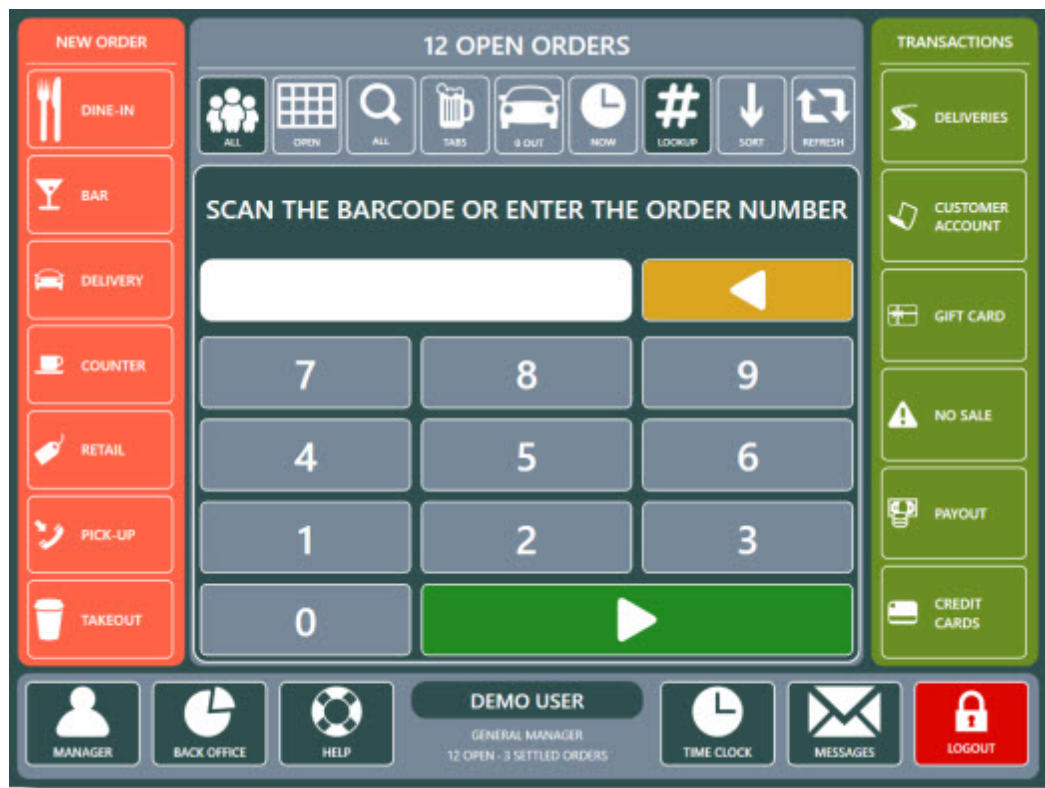 NEW ORDER
DINE-IN
BAR
DELIVERY
COUNTER
RETAIL
PICK-UP
TAKEOUT
12 OPEN ORDERS
ALL
OPEN
ALL
TABS
0 OUT
NOW
#
LOOKUP
SORT
REFRESH
SCAN THE BARCODE OR ENTER THE ORDER NUMBER
7 8 9
4 5 6
1 2 3
0
TRANSACTIONS
DELIVERIES
CUSTOMER
ACCOUNT
GIFT CARD
NO SALE
PAYOUT
CREDIT
CARDS
MANAGER
BACK OFFICE
HELP
DEMO USER
GENERAL MANAGER
12 OPEN - 3 SETTLED ORDERS
TIME CLOCK
MESSAGES
LOGOUT